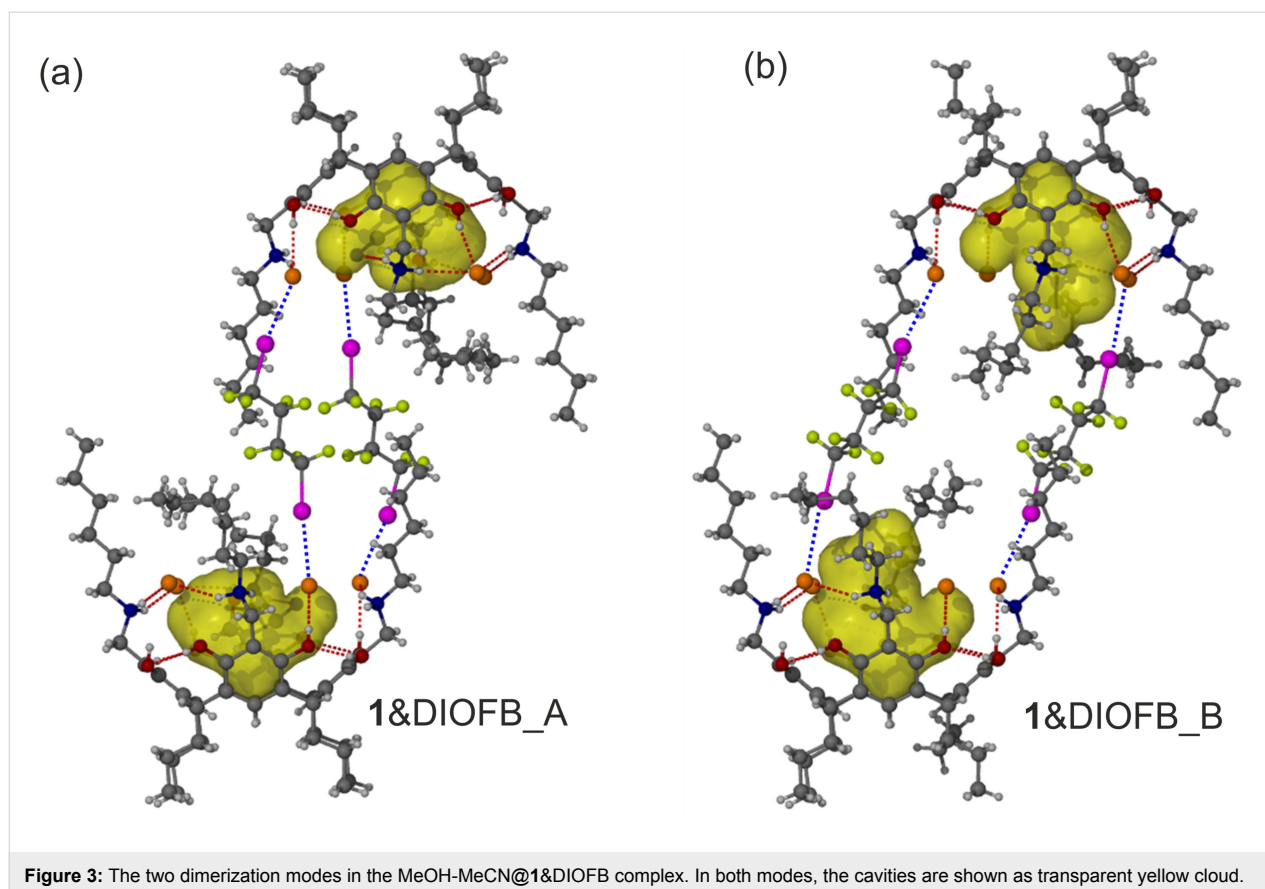 (a)
(b)
1&DIOFB_A
1&DIOFB_B
Figure 3: The two dimerization modes in the MeOH-MeCN@1&DIOFB complex. In both modes, the cavities are shown as transparent yellow cloud.